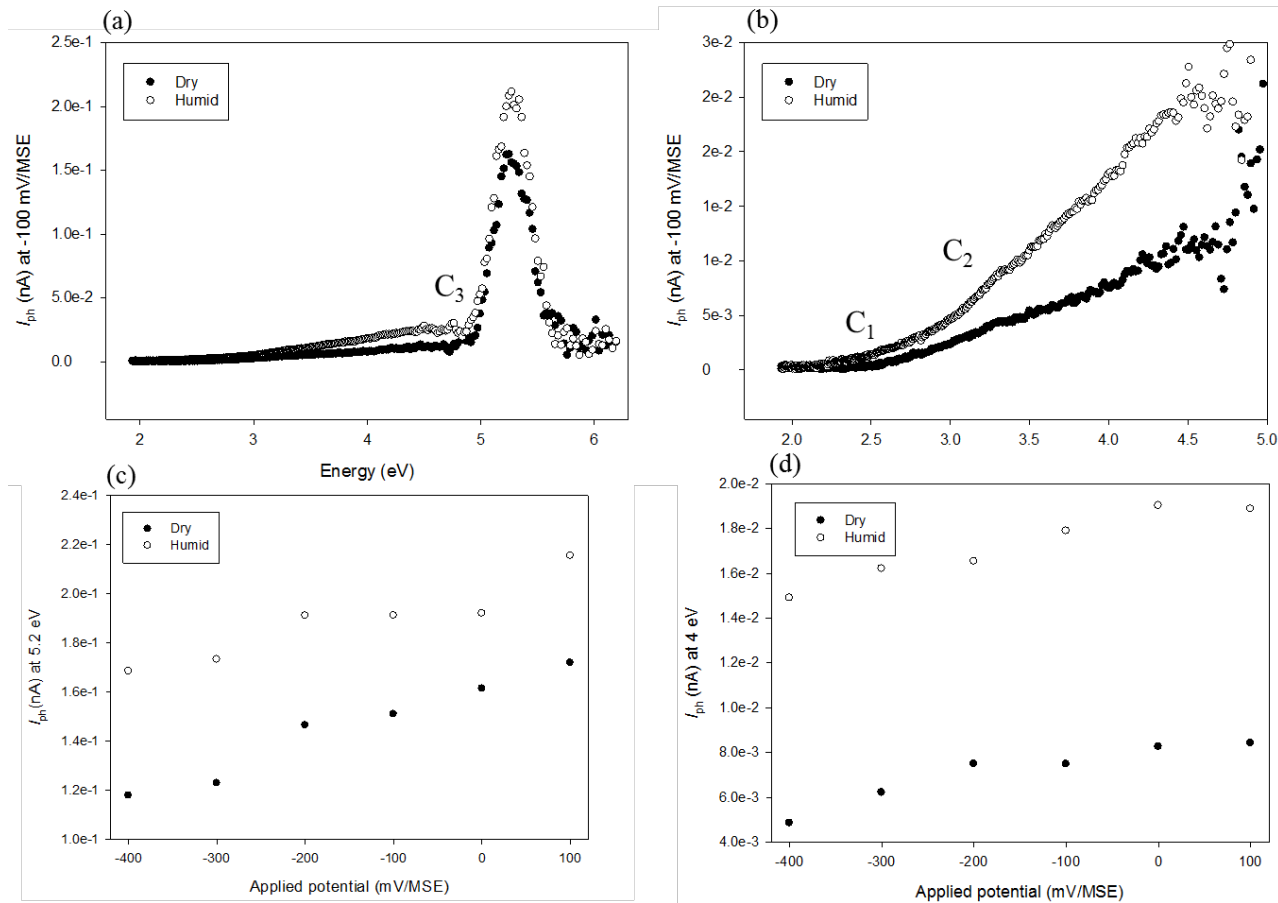 (a)
2.5e-1
2.0e-1
1.5e-1
1.0e-1
5.0e-2
0.0
Iph (nA) at -100 mV/MSE
Dry
Humid
C3
2 3 4 5 6
Energy (eV)
(b)
3e-2
2e-2
2e-2
1e-2
1e-2
5e-3
0
Iph (nA) at -100 mV/MSE
Dry
Humid
C1
C2
2.0 2.5 3.0 3.5 4.0 4.5 5.0
(c)
2.4e-1
2.2e-1
2.0e-1
1.8e-1
1.6e-1
1.4e-1
1.2e-1
1.0e-1
Iph(nA) at 5.2 eV
Dry
Humid
-400 -300 -200 -100 0 100
Applied potential (mV/MSE)
(d)
2.0e-2
1.8e-2
1.6e-2
1.4e-2
1.2e-2
1.0e-2
8.0e-3
6.0e-3
4.0e-3
Iph (nA) at 4 eV
Dry
Humid
-400 -300 -200 -100 0 100
Applied potential (mV/MSE)